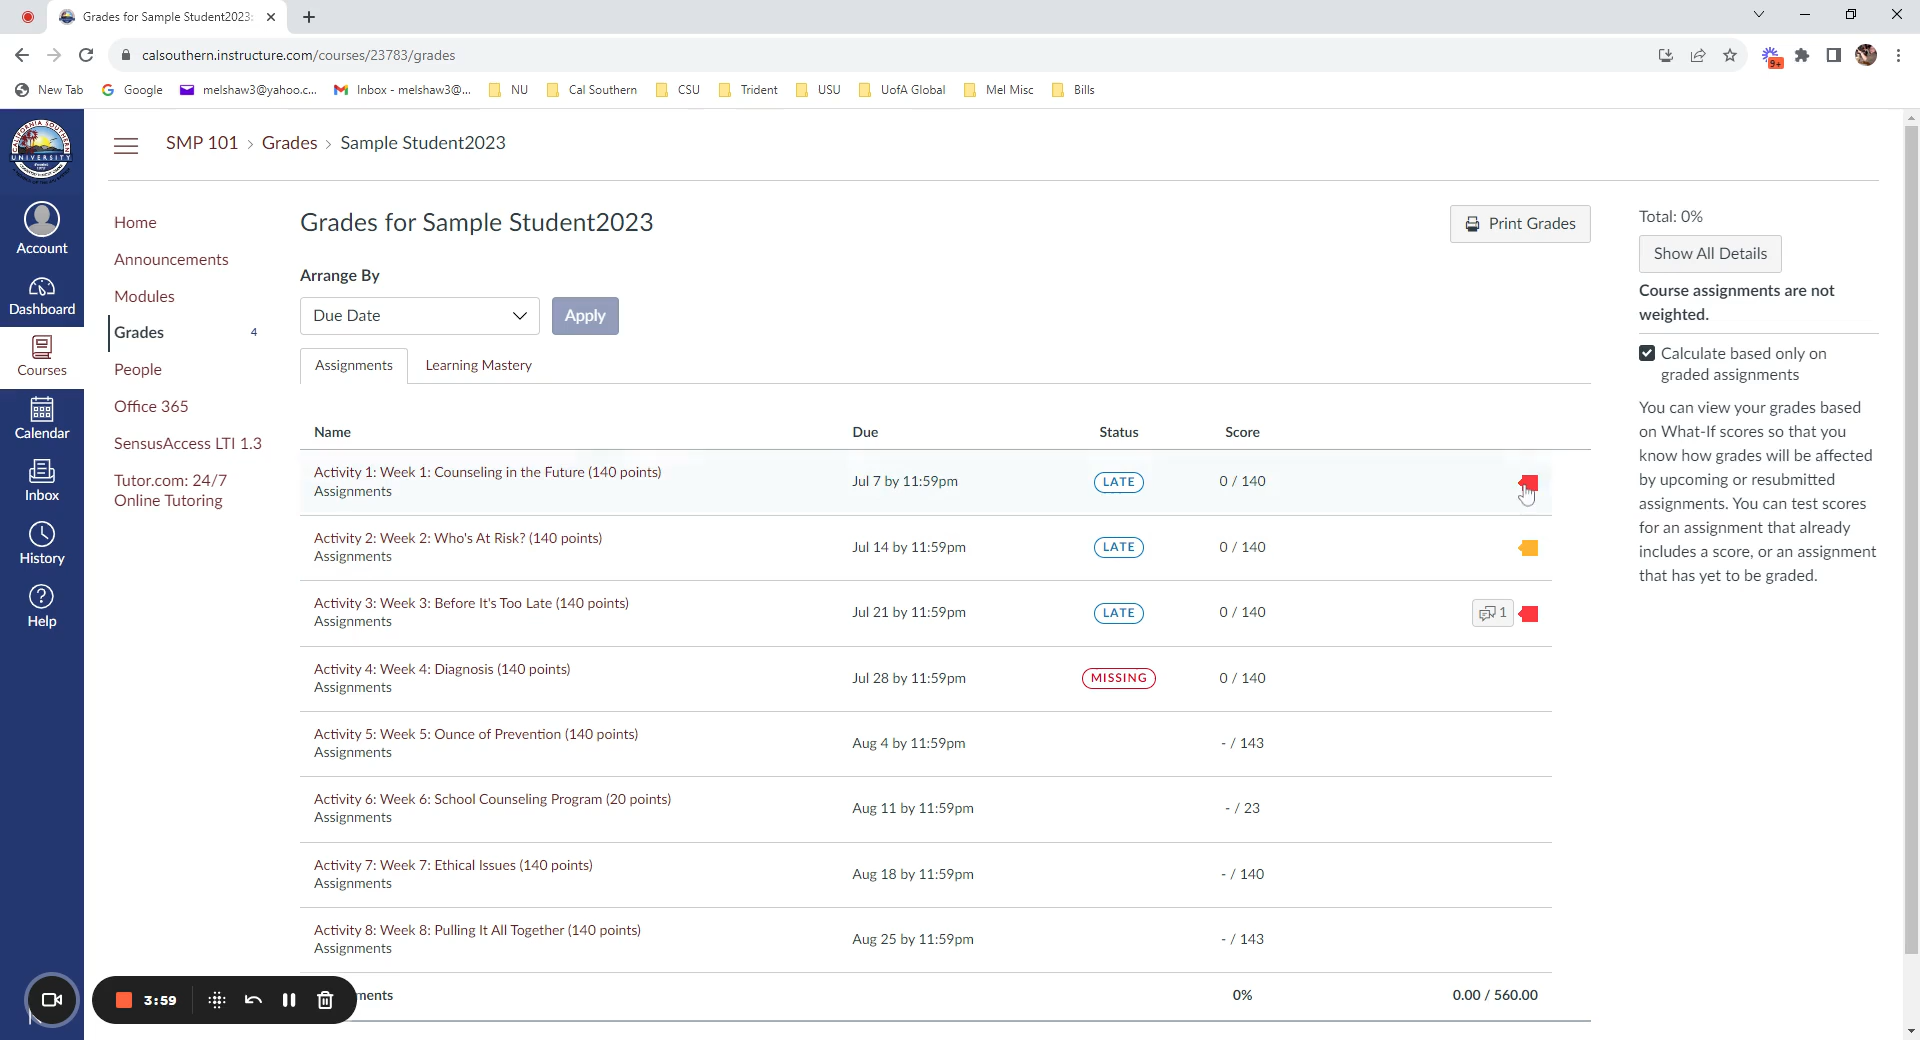 Grades for Sample Student2023:
calsouthern.instructure.com/courses/23783/grades
9+
New Tab
Google
melshaw3@yahoo.c...
Inbox - melshaw3@...
NU
Cal Southern
CSU
Trident
USU
UofA Global
Mel Misc
Bills
CALIFORNIA SOUTHERN
UNIVERSITY
Account
Dashboard
Courses
Calendar
Inbox
History
Help
SMP 101 › Grades › Sample Student2023
Home
Announcements
Modules
Grades 4
People
Office 365
SensusAccess LTI 1.3
Tutor.com: 24/7
Online Tutoring
Grades for Sample Student2023
Print Grades
Arrange By
Due Date
Apply
Assignments
Learning Mastery
Name Due Status Score
Activity 1: Week 1: Counseling in the Future (140 points)
Assignments
Jul 7 by 11:59pm LATE 0 / 140
Activity 2: Week 2: Who's At Risk? (140 points)
Assignments
Jul 14 by 11:59pm LATE 0 / 140
Activity 3: Week 3: Before It's Too Late (140 points)
Assignments
Jul 21 by 11:59pm LATE 0 / 140 1
Activity 4: Week 4: Diagnosis (140 points)
Assignments
Jul 28 by 11:59pm MISSING 0 / 140
Activity 5: Week 5: Ounce of Prevention (140 points)
Assignments
Aug 4 by 11:59pm - / 143
Activity 6: Week 6: School Counseling Program (20 points)
Assignments
Aug 11 by 11:59pm - / 23
Activity 7: Week 7: Ethical Issues (140 points)
Assignments
Aug 18 by 11:59pm - / 140
Activity 8: Week 8: Pulling It All Together (140 points)
Assignments
Aug 25 by 11:59pm - / 143
ments 0% 0.00 / 560.00
3:59
Total: 0%
Show All Details
Course assignments are not
weighted.
Calculate based only on
graded assignments
You can view your grades based
on What-If scores so that you
know how grades will be affected
by upcoming or resubmitted
assignments. You can test scores
for an assignment that already
includes a score, or an assignment
that has yet to be graded.